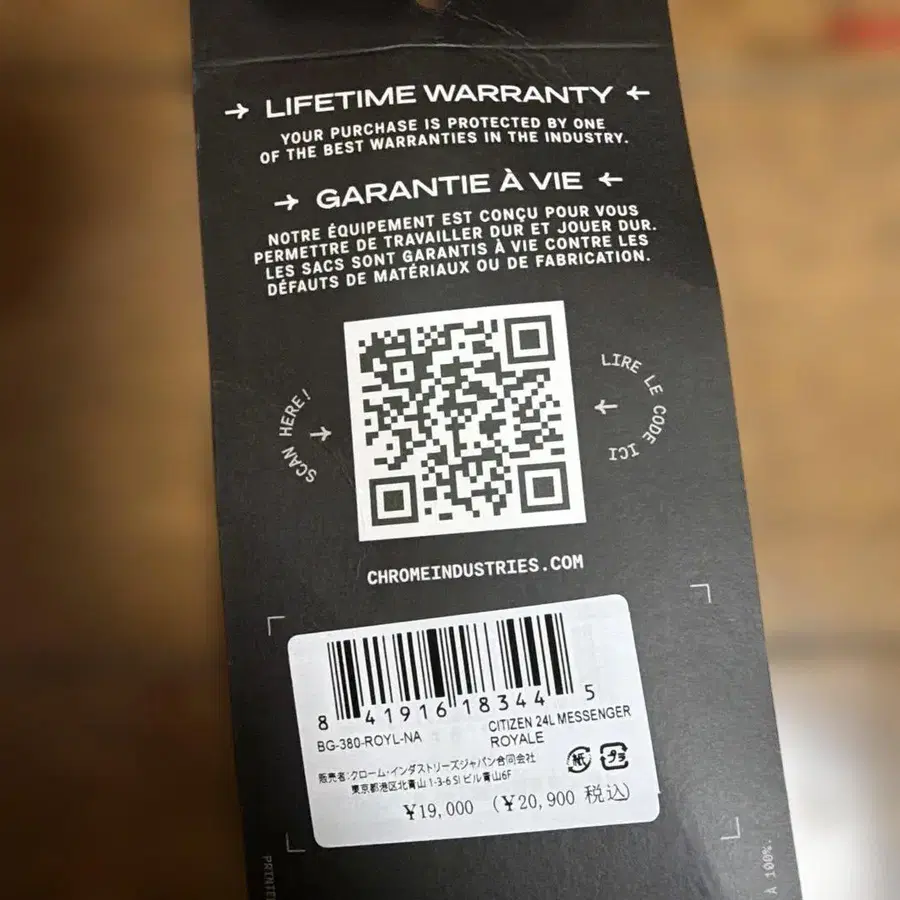 → LIFETIME WARRANTY ←
YOUR PURCHASE IS PROTECTED BY ONE
OF THE BEST WARRANTIES IN THE INDUSTRY.
→ GARANTIE À VIE ←
NOTRE ÉQUIPEMENT EST CONÇU POUR VOUS
PERMETTRE DE TRAVAILLER DUR ET JOUER DUR.
LES SACS SONT GARANTIS À VIE CONTRE LES
DÉFAUTS DE MATÉRIAUX OU DE FABRICATION.
SCAN HERE! →
LIRE LE CODE ICI ←
CHROMEINDUSTRIES.COM
8 41916 18344 5
BG-380-ROYL-NA
CITIZEN 24L MESSENGER
ROYALE
販売者:クローム・インダストリーズジャパン合同会社
東京都港区北青山 1-3-6 SI ビル青山6F
紙 プラ
¥19,000 (¥20,900 税込)
À 100%.